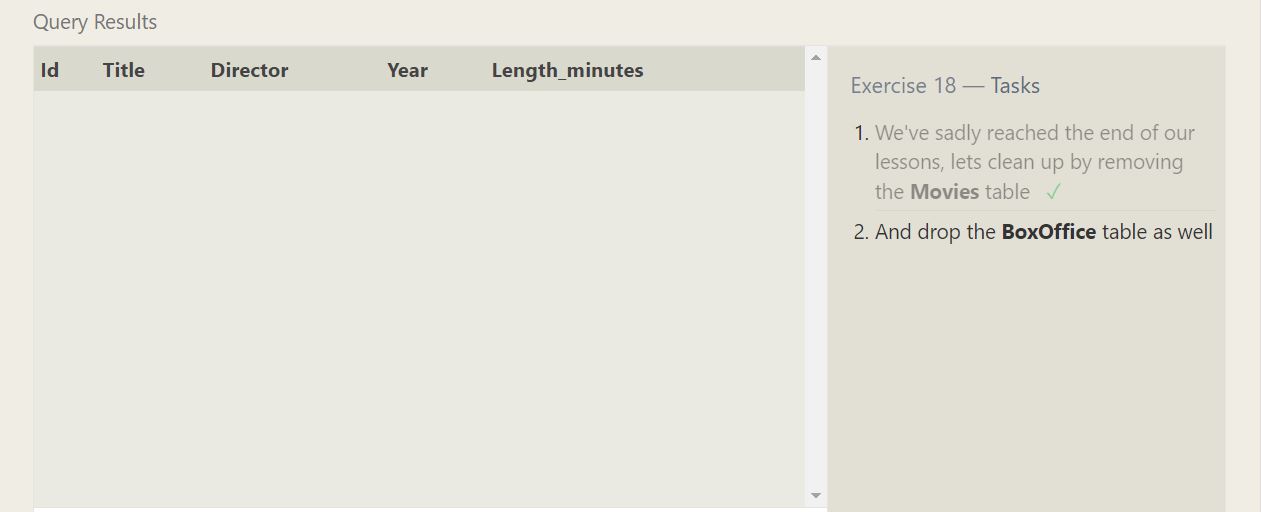 Query Results
Id Title Director Year Length_minutes
Exercise 18 — Tasks
1. We've sadly reached the end of our
lessons, lets clean up by removing
the Movies table ✓
2. And drop the BoxOffice table as well